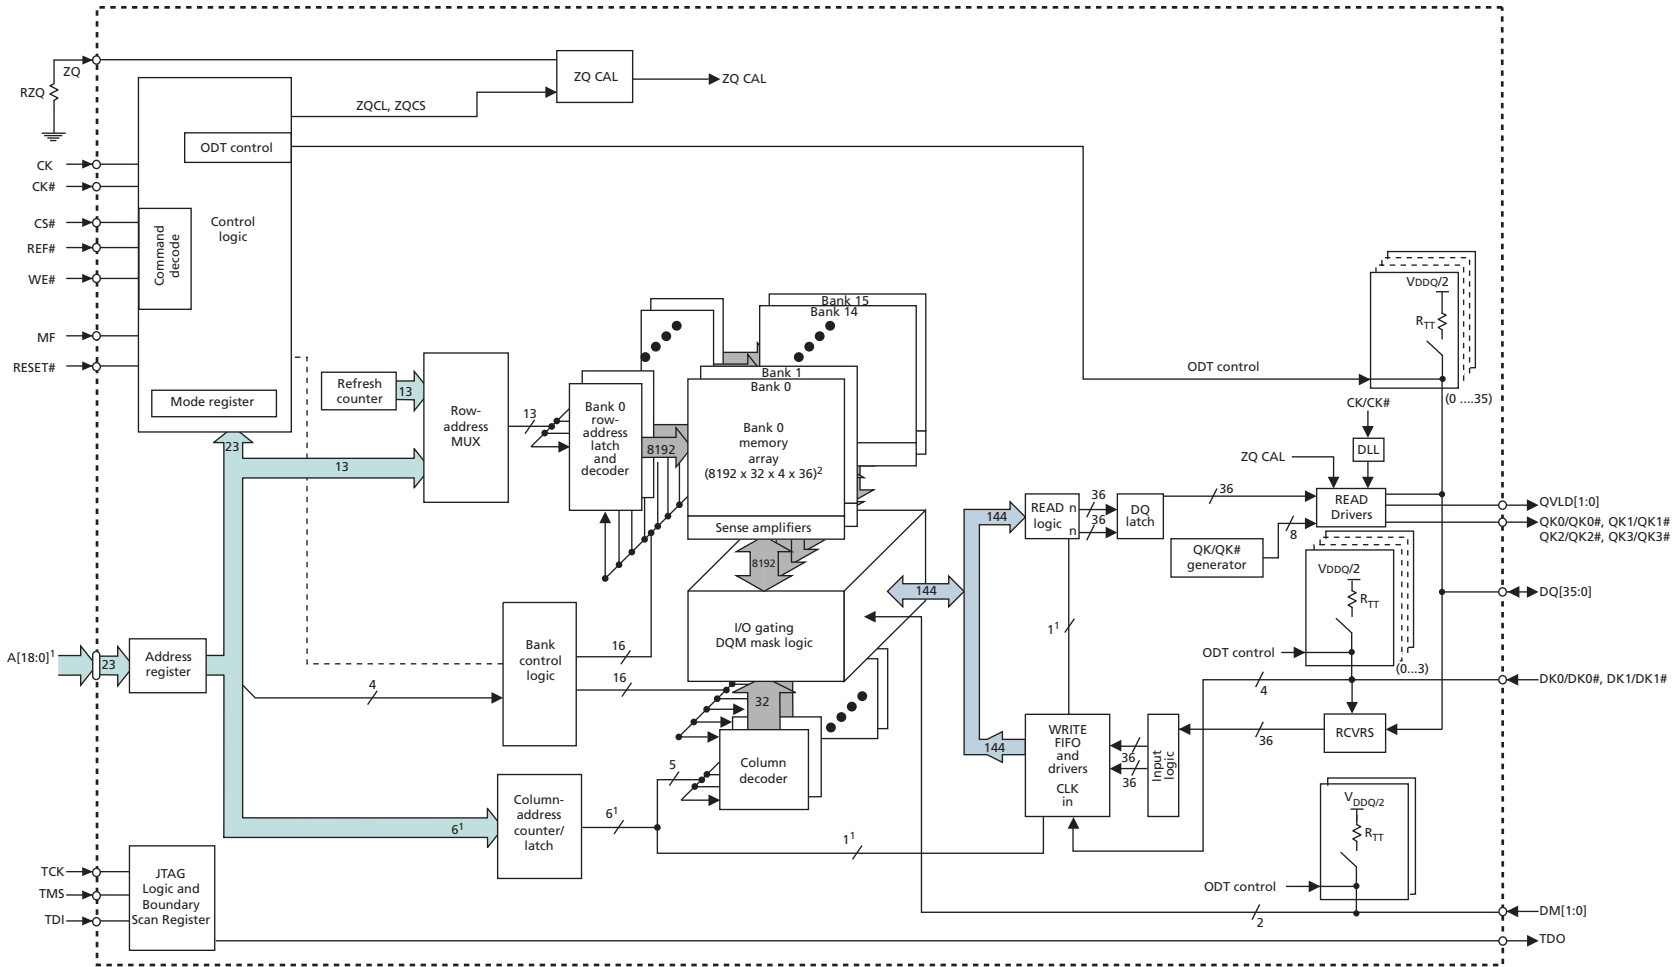 ZQ
RZQ
ZQ CAL
ZQ CAL
ZQCL, ZQCS
ODT control
CK
CK#
CS#
REF#
WE#
MF
RESET#
Command
decode
Control
logic
Mode register
23
13
Refresh
counter
13
Row-
address
MUX
13
Bank 0
row-
address
latch
and
decoder
8192
Bank 15
Bank 14
Bank 1
Bank 0
Bank 0
memory
array
(8192 x 32 x 4 x 36)²
Sense amplifiers
8192
I/O gating
DQM mask logic
32
Column
decoder
5
Bank
control
logic
16
16
4
A[18:0]¹
23
Address
register
6¹
Column-
address
counter/
latch
6¹
1¹
TCK
TMS
TDI
JTAG
Logic and
Boundary
Scan Register
144
144
144
READ
logic
n
n
36
36
DQ
latch
36
1¹
WRITE
FIFO
and
drivers
CLK
in
36
36
Input
logic
36
RCVRS
4
QK/QK#
generator
8
READ
Drivers
ZQ CAL
CK/CK#
DLL
ODT control
VDDQ/2
RTT
(0 ....35)
VDDQ/2
RTT
ODT control
(0...3)
VDDQ/2
RTT
ODT control
2
QVLD[1:0]
QK0/QK0#, QK1/QK1#
QK2/QK2#, QK3/QK3#
DQ[35:0]
DK0/DK0#, DK1/DK1#
DM[1:0]
TDO